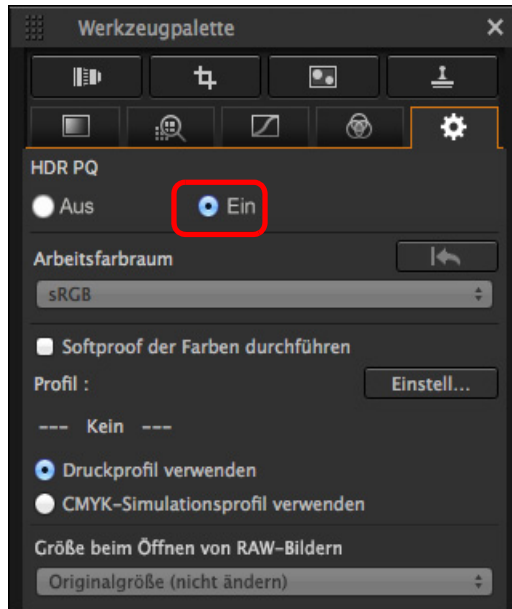 Werkzeugpalette
HDR PQ
Aus Ein
Arbeitsfarbraum
sRGB
Softproof der Farben durchführen
Profil : Einstell...
--- Kein ---
Druckprofil verwenden
CMYK-Simulationsprofil verwenden
Größe beim Öffnen von RAW-Bildern
Originalgröße (nicht ändern)